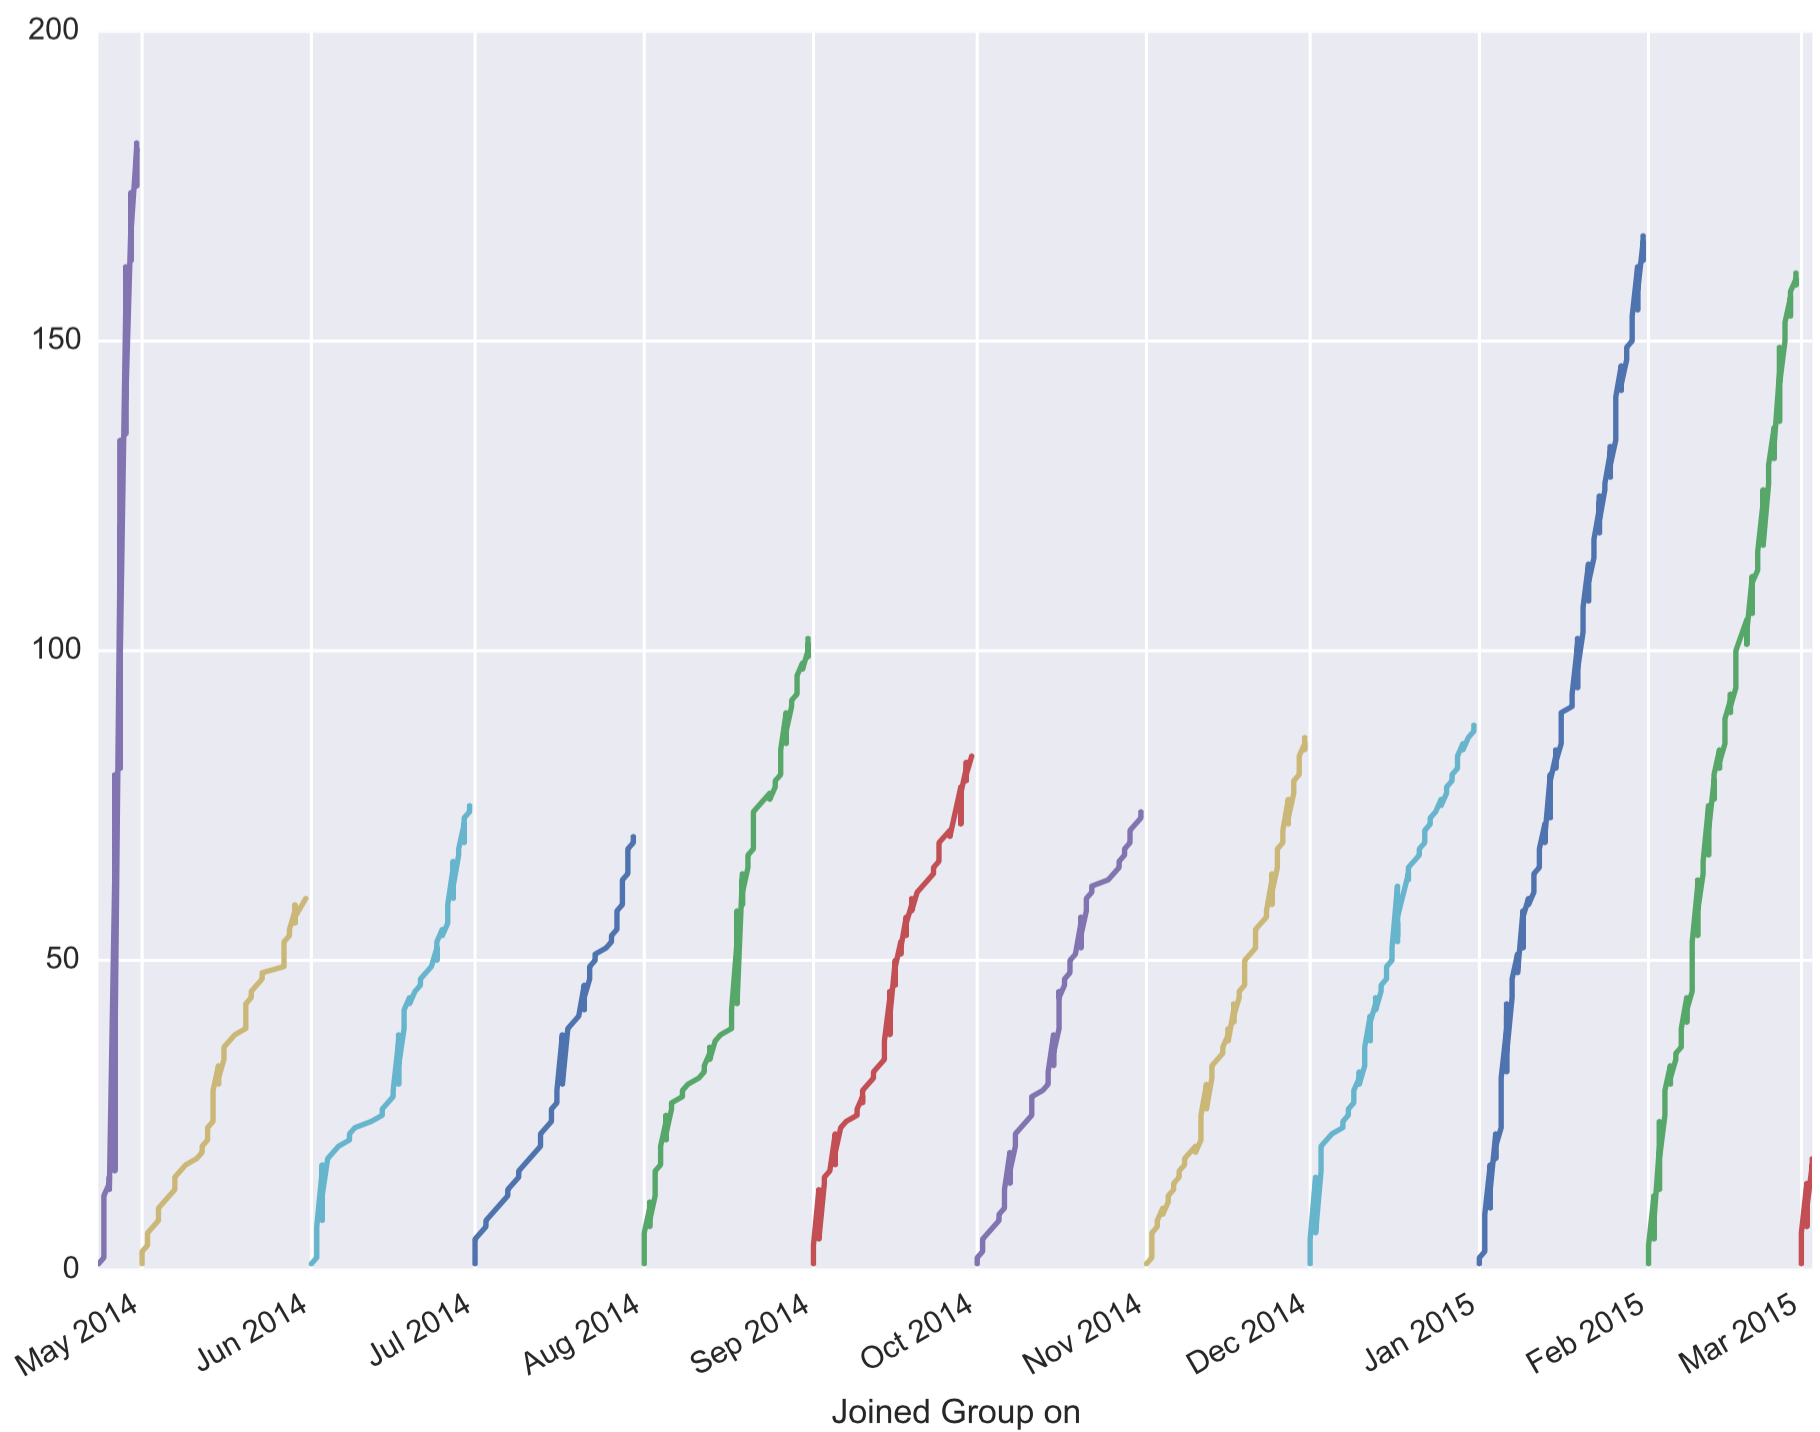 200
150
100
50
0
May 2014
Jun 2014
Jul 2014
Aug 2014
Sep 2014
Oct 2014
Nov 2014
Dec 2014
Jan 2015
Feb 2015
Mar 2015
Joined Group on